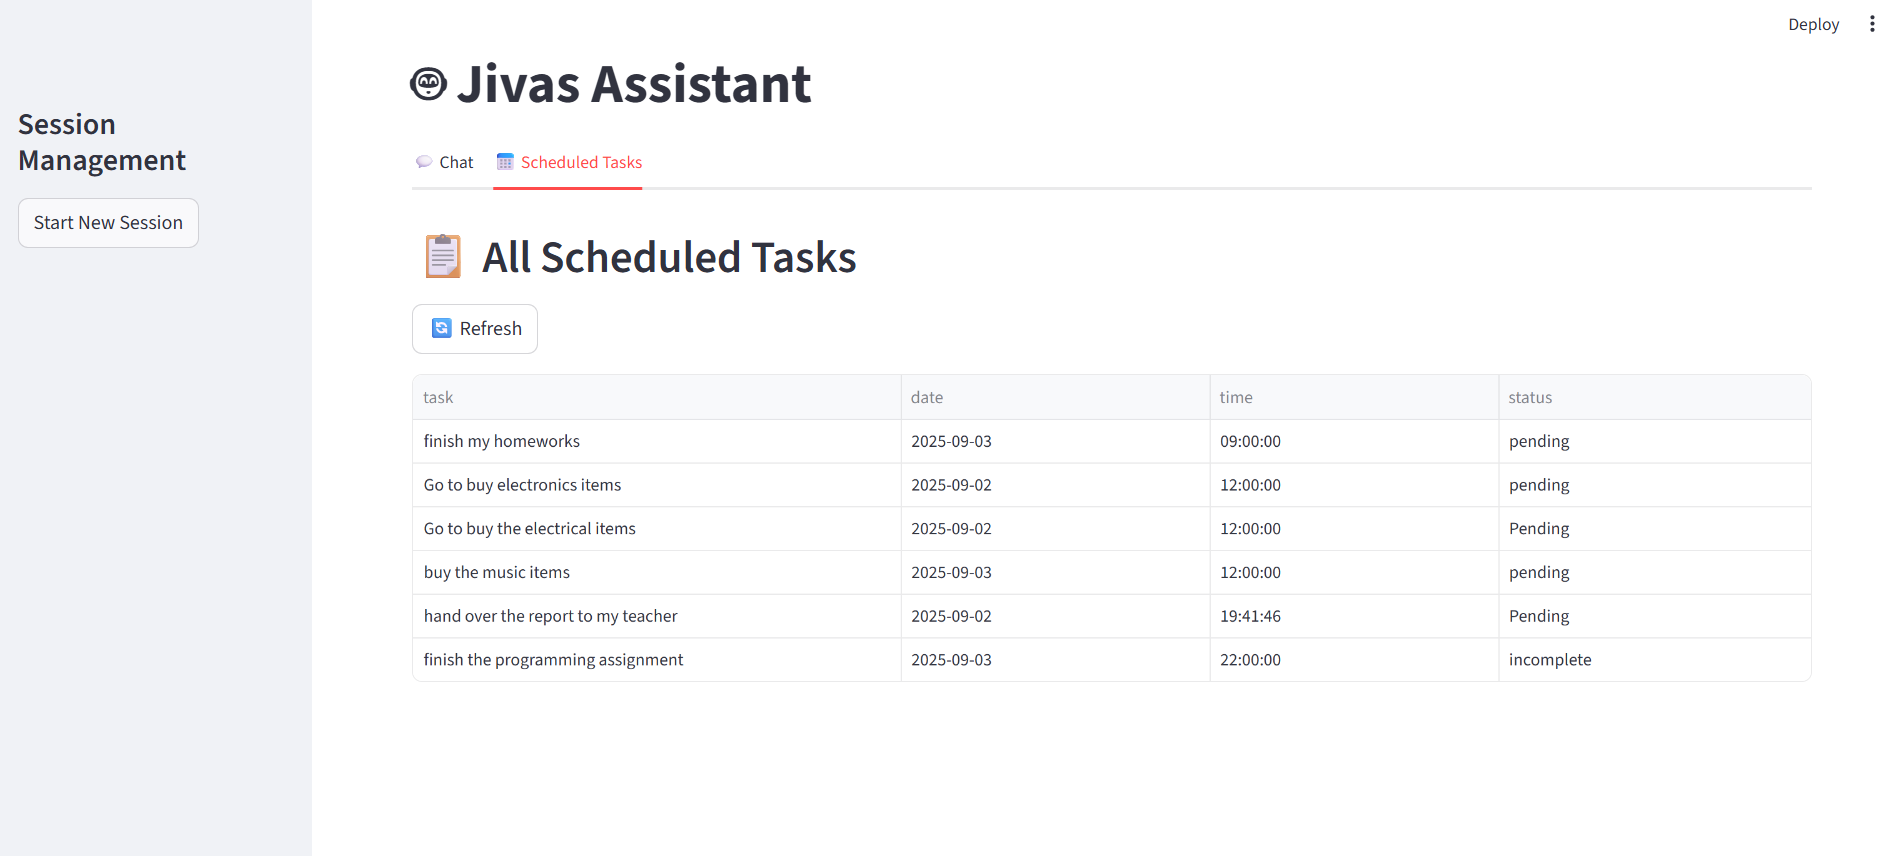 Deploy
Session
Management
Start New Session
Jivas Assistant
Chat
Scheduled Tasks
All Scheduled Tasks
Refresh
task date time status
finish my homeworks 2025-09-03 09:00:00 pending
Go to buy electronics items 2025-09-02 12:00:00 pending
Go to buy the electrical items 2025-09-02 12:00:00 Pending
buy the music items 2025-09-03 12:00:00 pending
hand over the report to my teacher 2025-09-02 19:41:46 Pending
finish the programming assignment 2025-09-03 22:00:00 incomplete